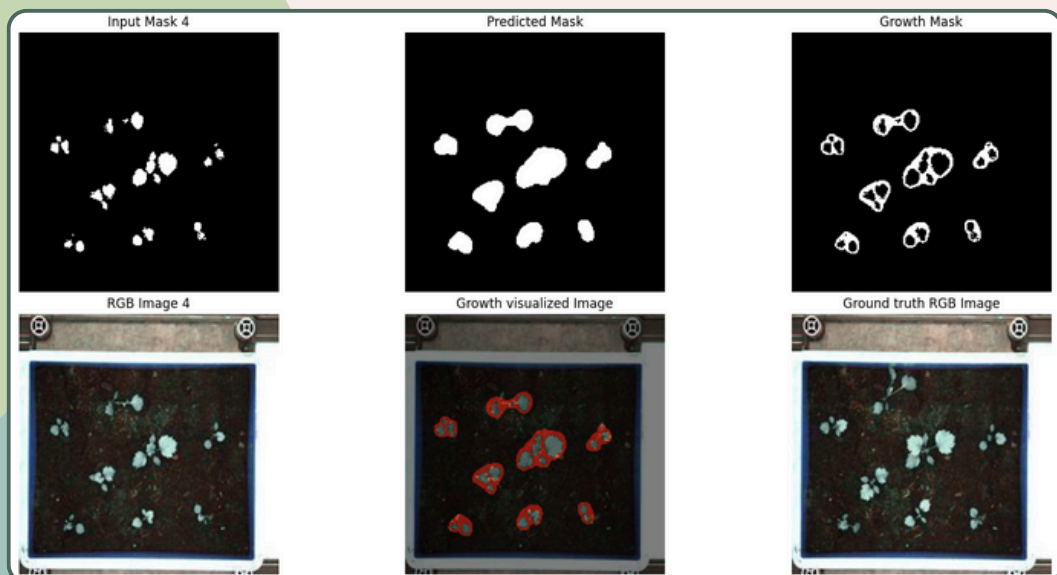 Input Mask 4
Predicted Mask
Growth Mask
RGB Image 4
Growth visualized Image
Ground truth RGB Image